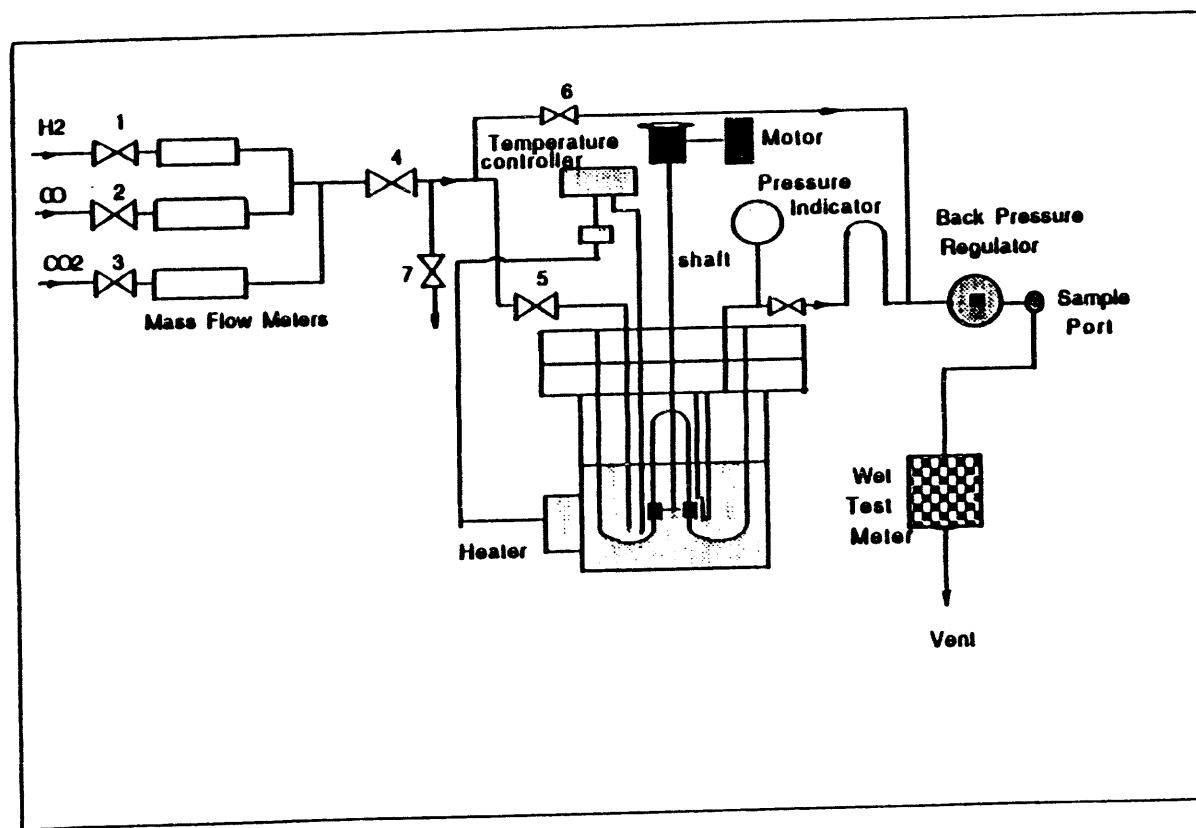 H2
1
CO
2
CO2
3
Mass Flow Meters
4
7
6
Temperature
controller
5
Motor
Pressure
Indicator
shaft
Back Pressure
Regulator
Sample
Port
Heater
Wet
Test
Meter
Vent